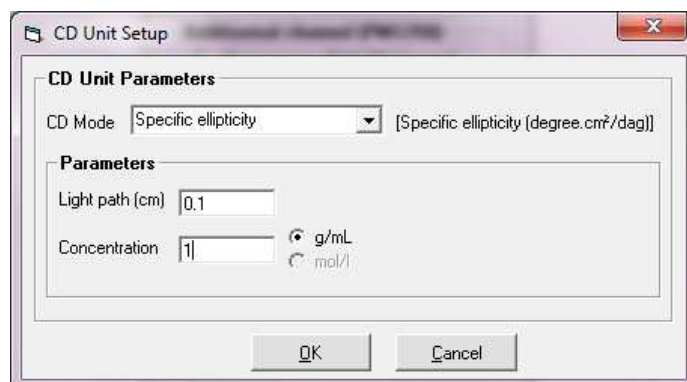 CD Unit Setup
CD Unit Parameters
CD Mode Specific ellipticity [Specific ellipticity (degree.cm²/dag)]
Parameters
Light path (cm) 0.1
Concentration 1 g/mL
mol/l
OK Cancel